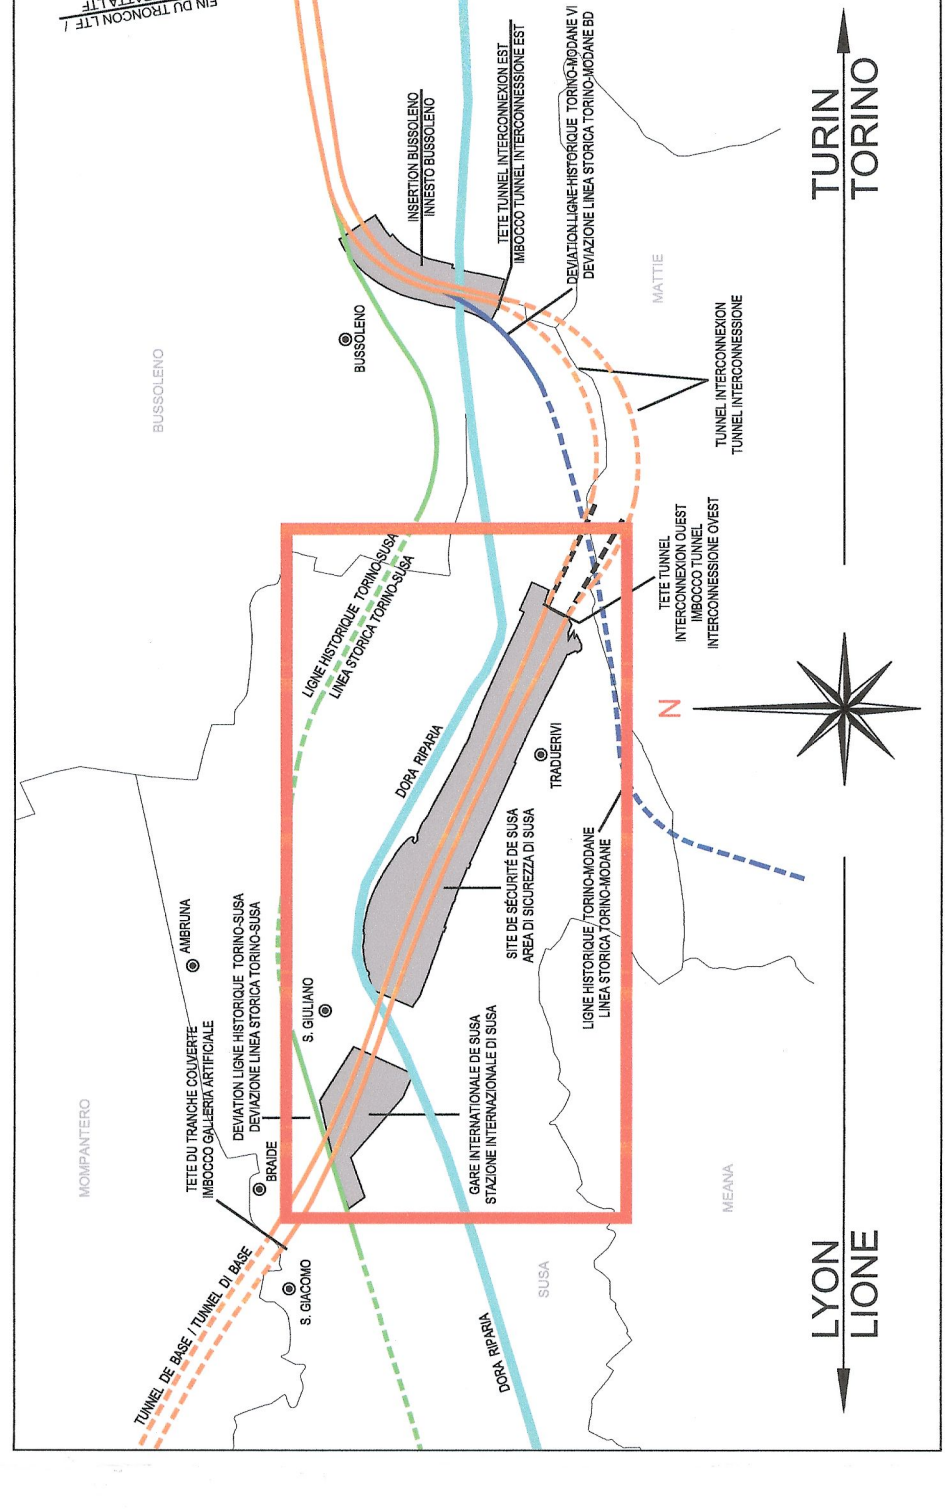 FIN DU TRONCON LTF /
BUSSOLENO
MOMPANTERO
TUNNEL DE BASE / TUNNEL DI BASE
TETE DU TRANCHE COUVERTE
IMBOCCO GALLERIA ARTIFICIALE
AMBRUNA
DEVIATION LIGNE HISTORIQUE TORINO-SUSA
DEVIAZIONE LINEA STORICA TORINO-SUSA
BRAIDE
S. GIACOMO
S. GIULIANO
LIGNE HISTORIQUE TORINO-SUSA
LINEA STORICA TORINO-SUSA
BUSSOLENO
INSERTION BUSSOLENO
INNESTO BUSSOLENO
DORA RIPARIA
DORA RIPARIA
GARE INTERNATIONALE DE SUSA
STAZIONE INTERNAZIONALE DI SUSA
SITE DE SÉCURITÉ DE SUSA
AREA DI SICUREZZA DI SUSA
TRADUERIVI
TETE TUNNEL INTERCONNEXION EST
IMBOCCO TUNNEL INTERCONNESSIONE EST
DEVIATION LIGNE HISTORIQUE TORINO-MODANE VI
DEVIAZIONE LINEA STORICA TORINO-MODANE BD
SUSA
LIGNE HISTORIQUE TORINO-MODANE
LINEA STORICA TORINO-MODANE
TETE TUNNEL
INTERCONNEXION OUEST
IMBOCCO TUNNEL
INTERCONNESSIONE OVEST
MATTIE
TUNNEL INTERCONNEXION
TUNNEL INTERCONNESSIONE
MEANA
N
LYON
LIONE
TURIN
TORINO